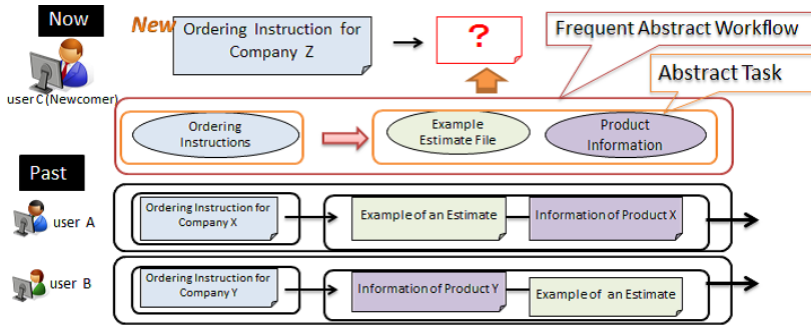 Now
New
Ordering Instruction for
Company Z
?
Frequent Abstract Workflow
Abstract Task
user C (Newcomer)
Ordering
Instructions
Example
Estimate File
Product
Information
Past
user A
Ordering Instruction for
Company X
Example of an Estimate
Information of Product X
user B
Ordering Instruction for
Company Y
Information of Product Y
Example of an Estimate